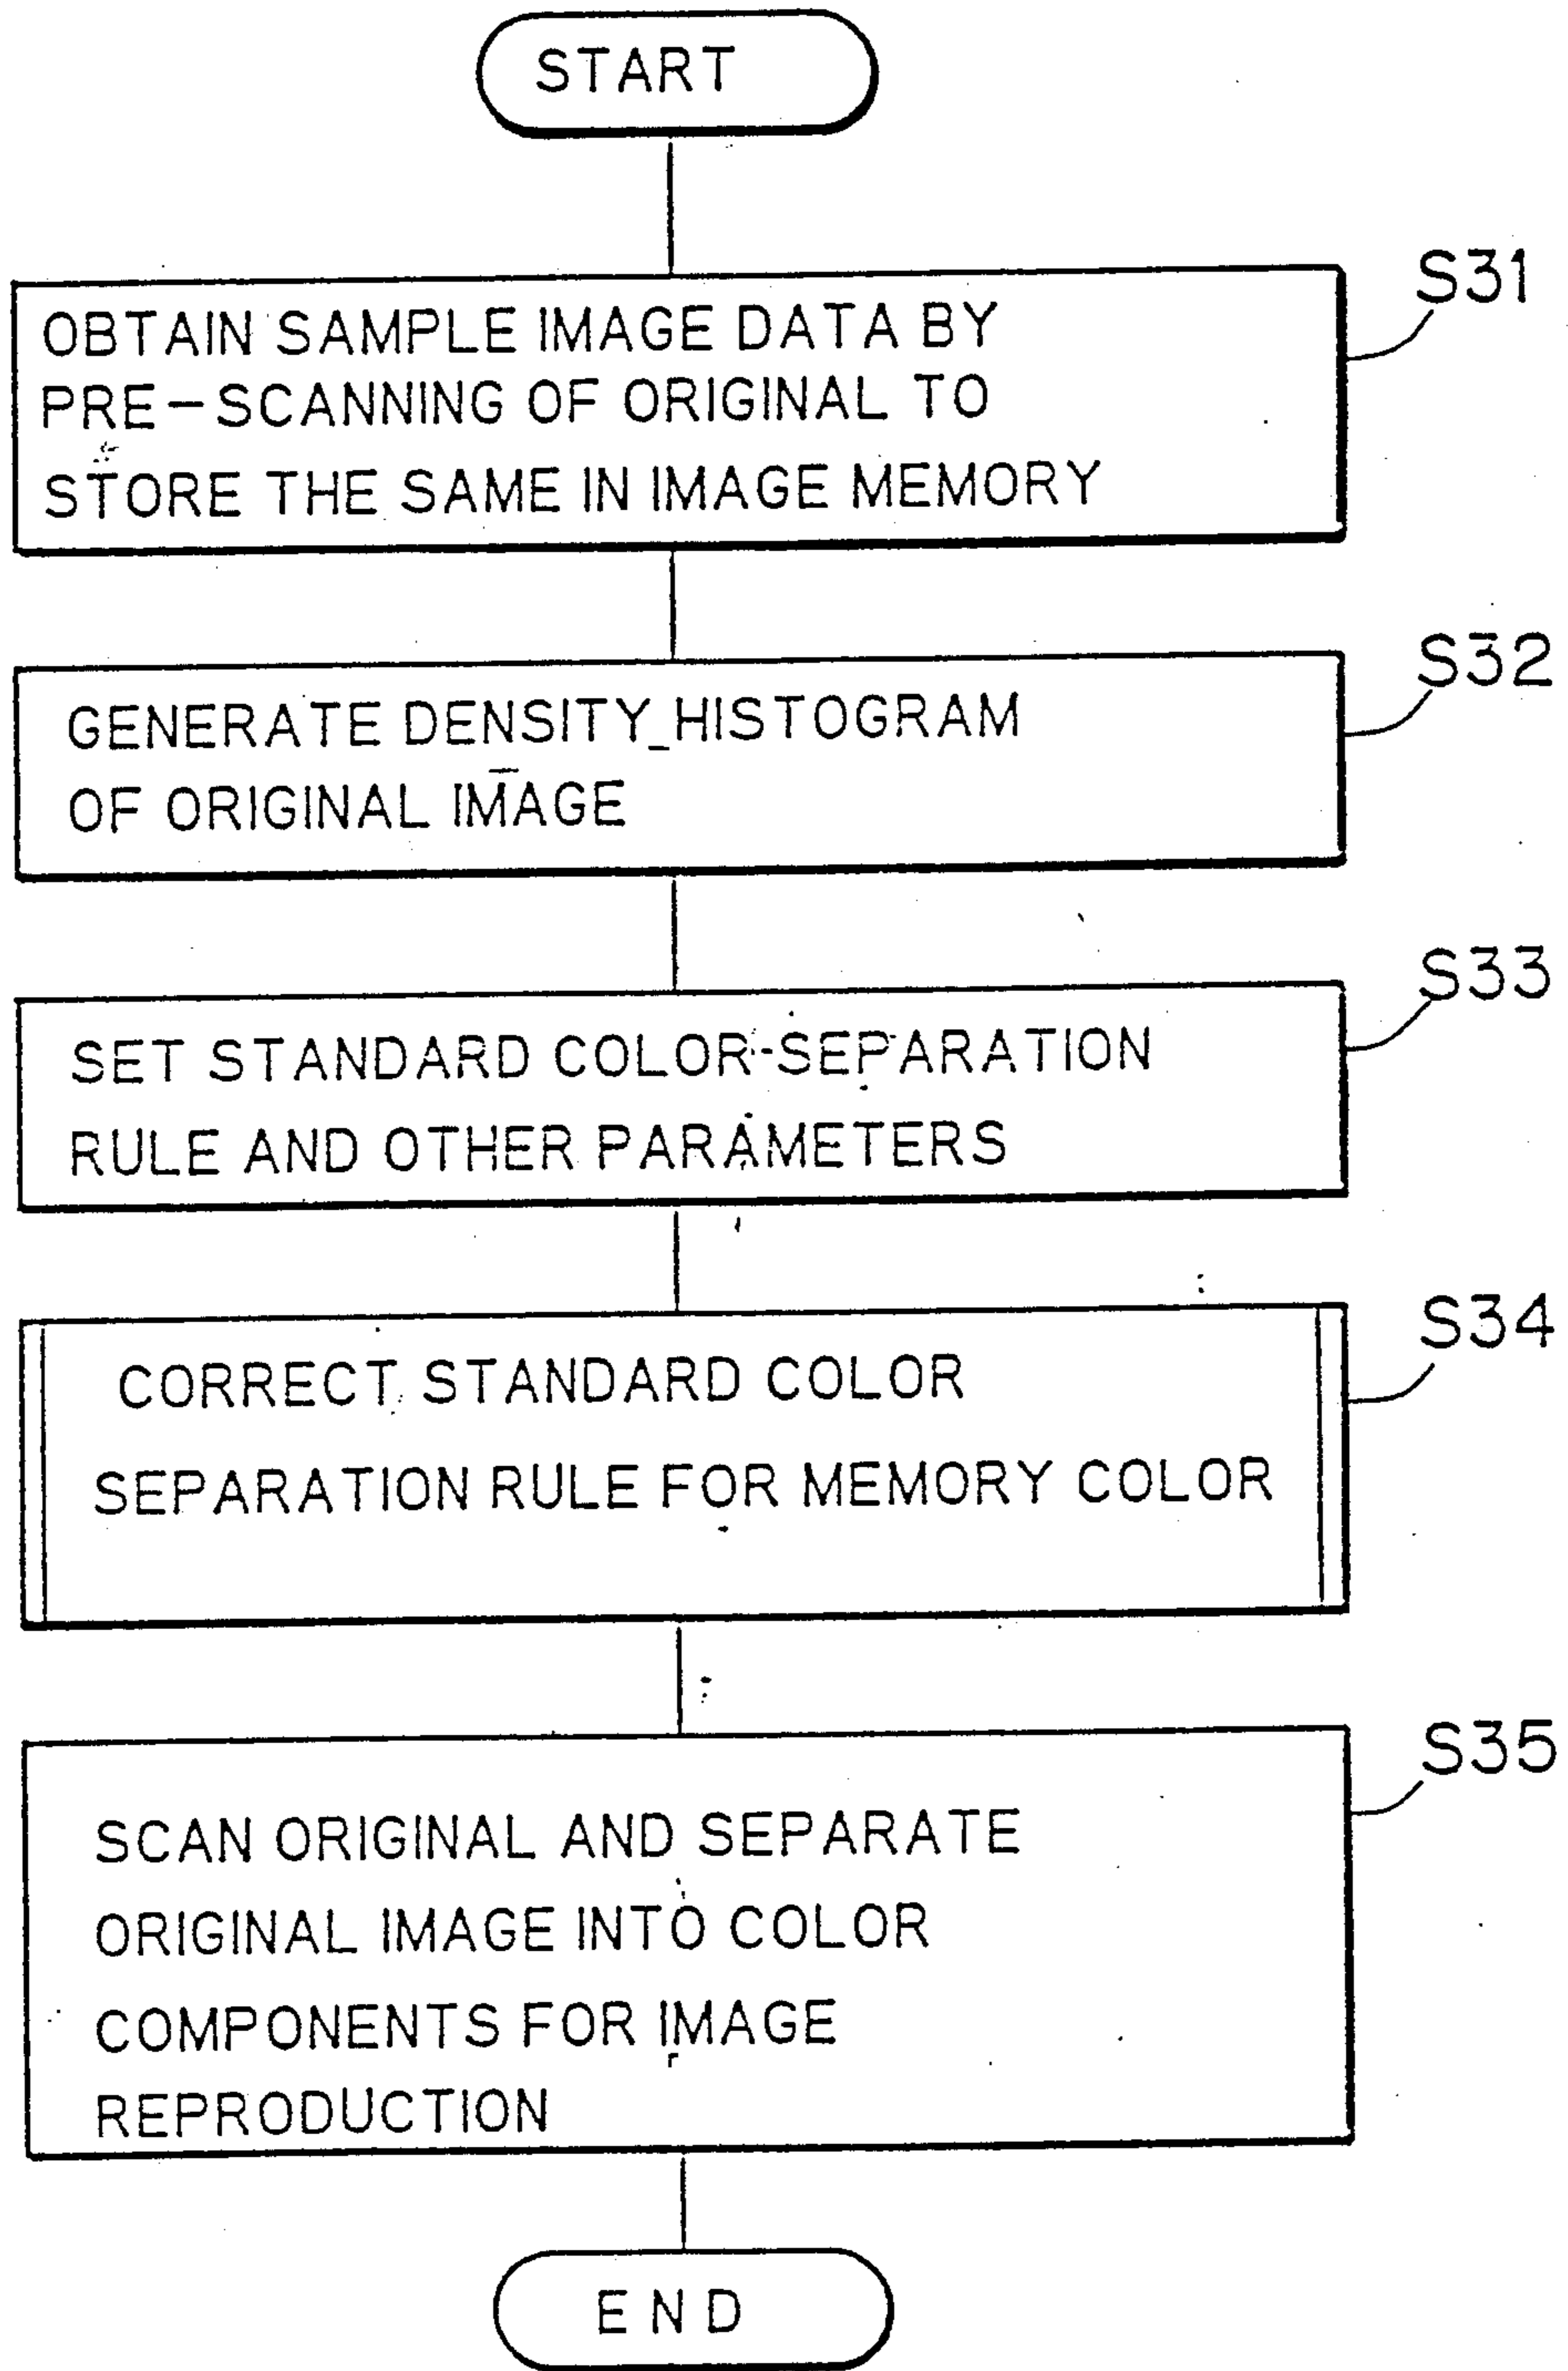 START
S31
OBTAIN SAMPLE IMAGE DATA BY
PRE-SCANNING OF ORIGINAL TO
STORE THE SAME IN IMAGE MEMORY
S32
GENERATE DENSITY HISTOGRAM
OF ORIGINAL IMAGE
S33
SET STANDARD COLOR-SEPARATION
RULE AND OTHER PARAMETERS
S34
CORRECT STANDARD COLOR
SEPARATION RULE FOR MEMORY COLOR
S35
SCAN ORIGINAL AND SEPARATE
ORIGINAL IMAGE INTO COLOR
COMPONENTS FOR IMAGE
REPRODUCTION
END